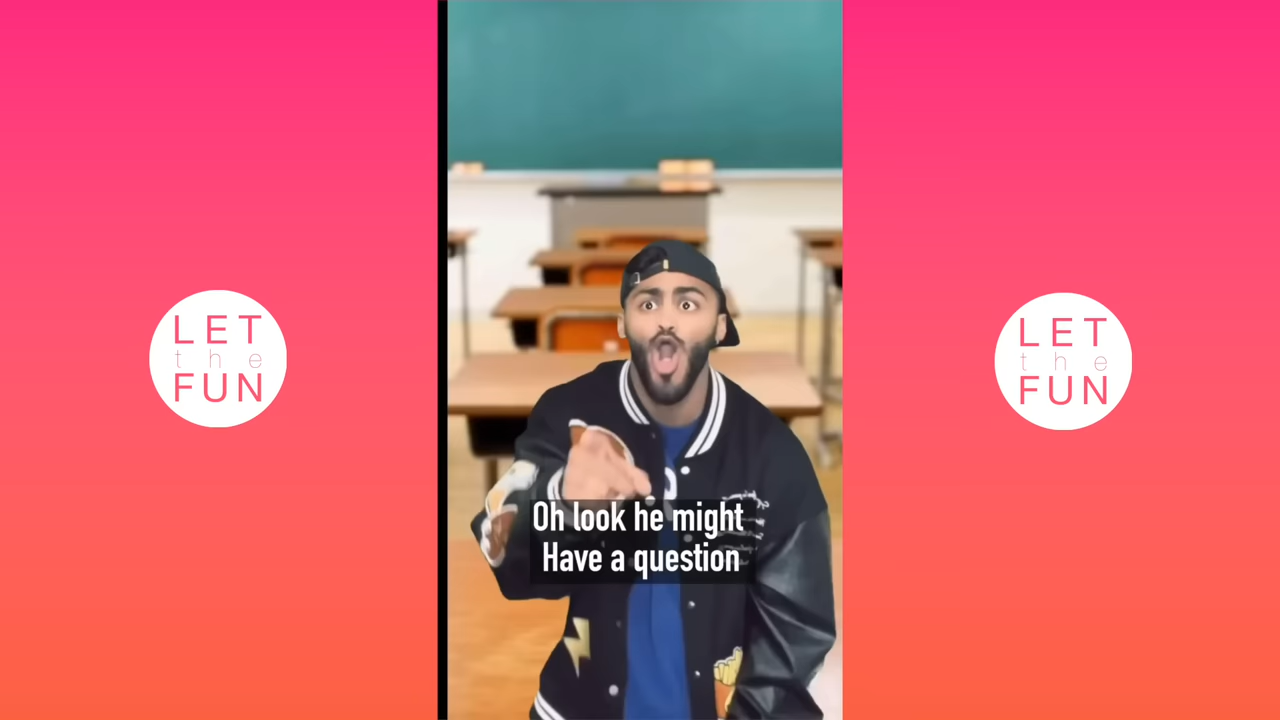 LET
the
FUN
Oh look he might
Have a question
LET
the
FUN